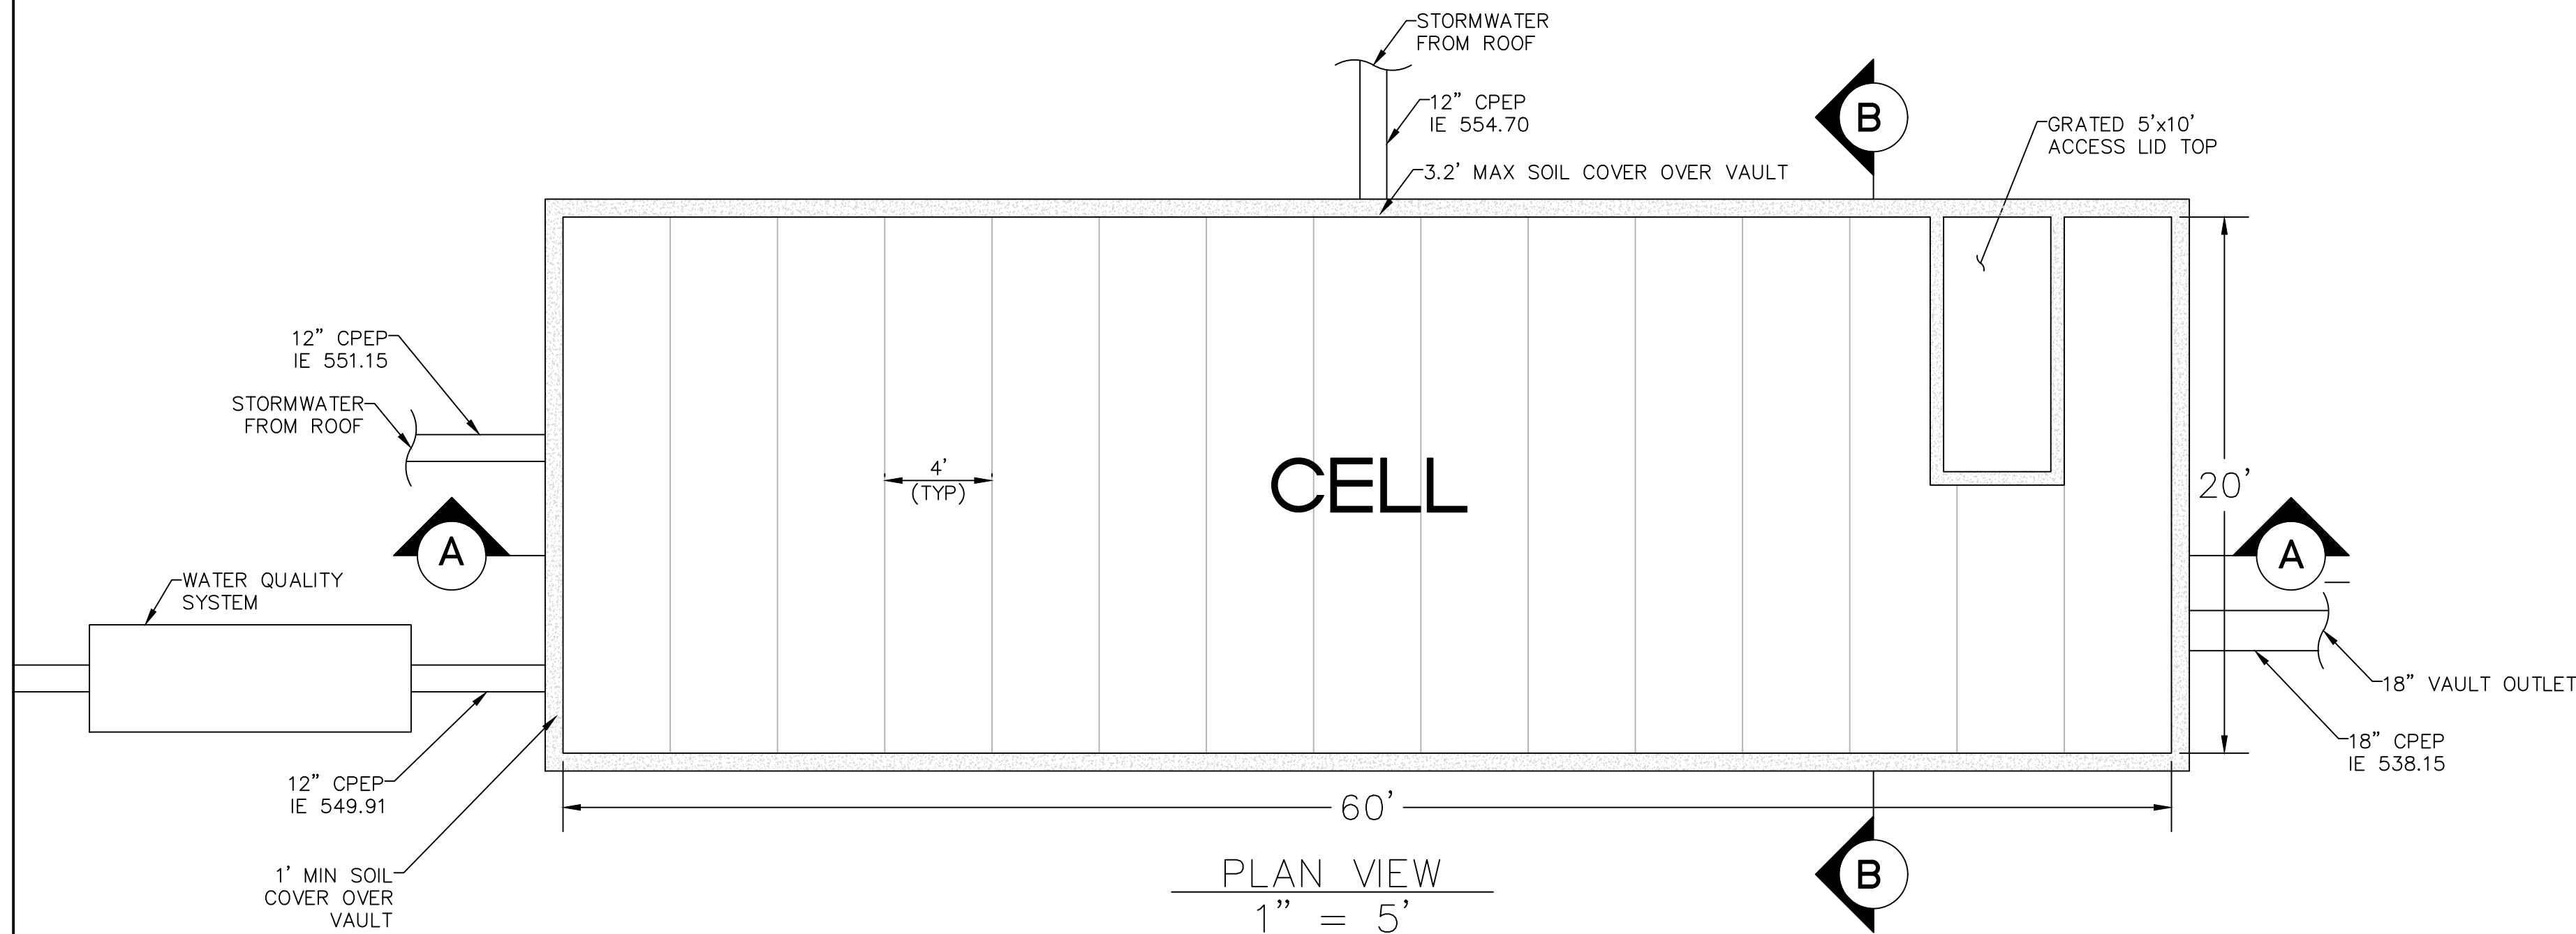 STORMWATER
FROM ROOF
12” CPEP
IE 554.70
3.2’ MAX SOIL COVER OVER VAULT
B
GRATED 5’x10’
ACCESS LID TOP
12” CPEP
IE 551.15
STORMWATER
FROM ROOF
4’
(TYP)
CELL
20’
A
A
WATER QUALITY
SYSTEM
18” VAULT OUTLET
18” CPEP
IE 538.15
12” CPEP
IE 549.91
60’
1’ MIN SOIL
COVER OVER
VAULT
B
PLAN VIEW
1” = 5’